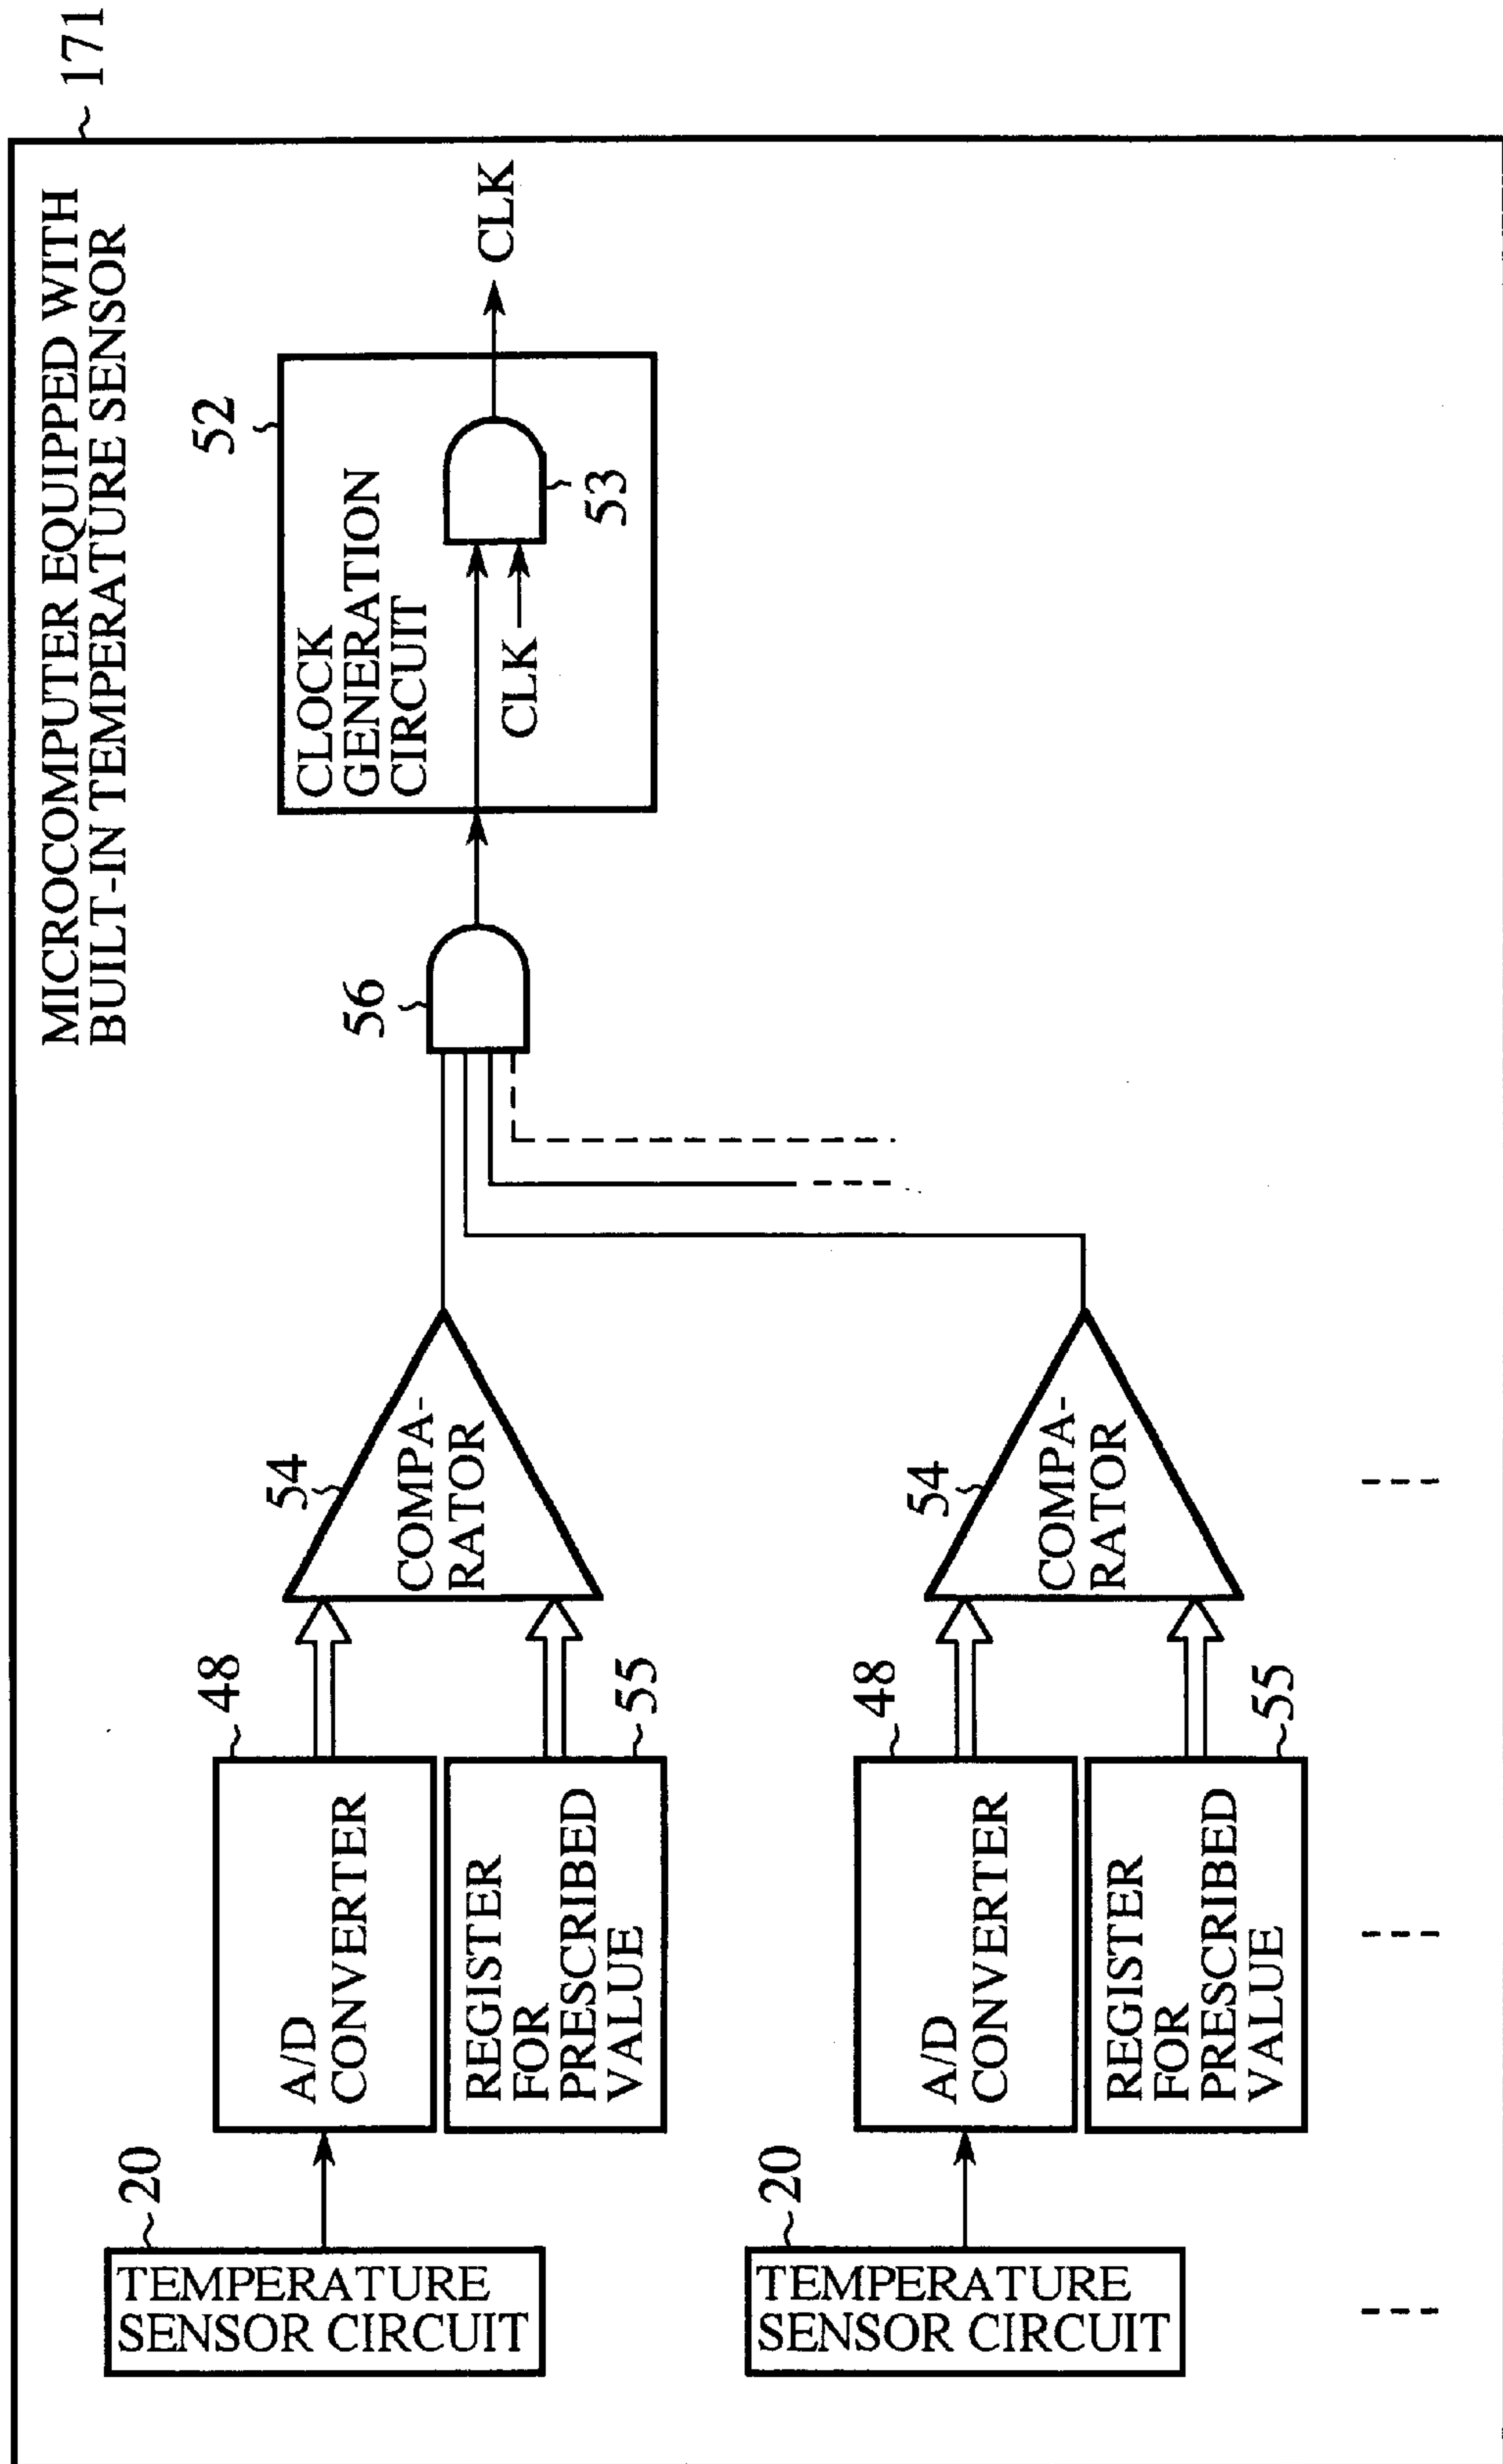 171
MICROCOMPUTER EQUIPPED WITH
BUILT-IN TEMPERATURE SENSOR
20
TEMPERATURE
SENSOR CIRCUIT
48
A/D
CONVERTER
REGISTER
FOR
PRESCRIBED
VALUE
55
54
COMPA-
RATOR
56
52
CLOCK
GENERATION
CIRCUIT
CLK
53
CLK
20
TEMPERATURE
SENSOR CIRCUIT
48
A/D
CONVERTER
REGISTER
FOR
PRESCRIBED
VALUE
55
54
COMPA-
RATOR